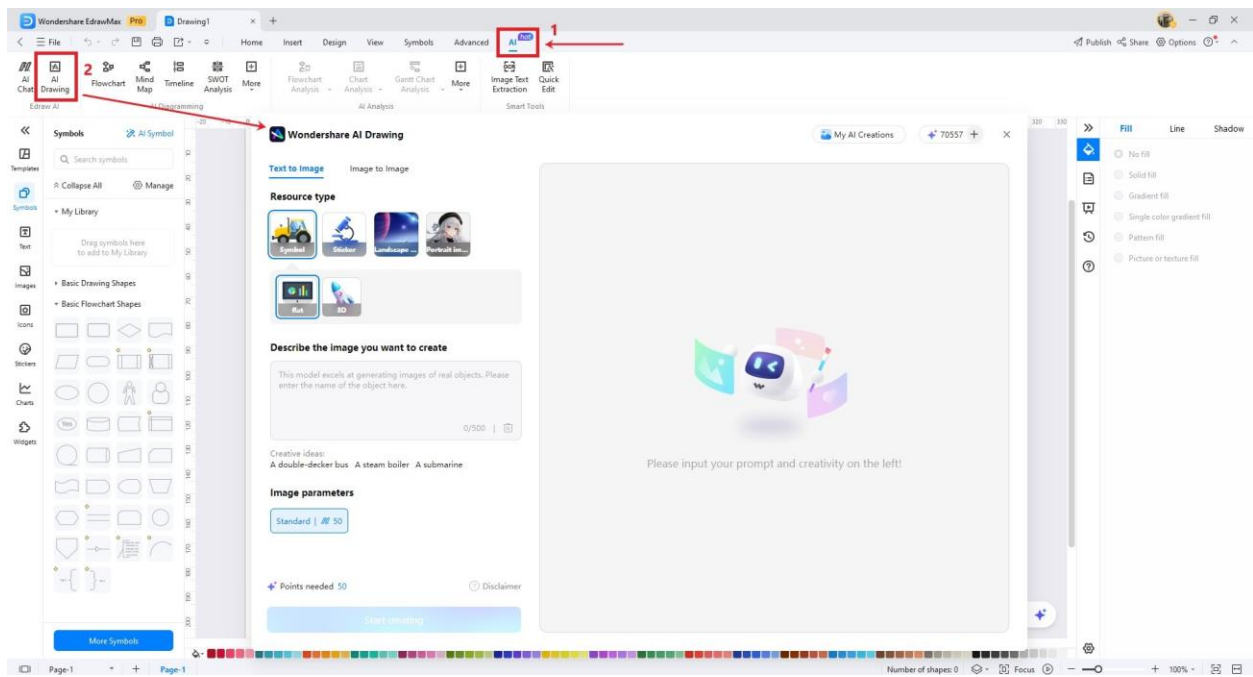 Wondershare EdrawMax Pro Drawing1 × +
File Home Insert Design View Symbols Advanced AI hot 1 Publish Share Options
AI Chat
AI Drawing
2
Flowchart
Mind Map
Timeline
SWOT Analysis
More
Flowchart Analysis
Chart Analysis
Gantt Chart Analysis
More
Image Text Extraction
Quick Edit
Edraw AI
AI Diagramming
AI Analysis
Smart Tools
Templates
Symbols
Text
Images
Icons
Stickers
Charts
Widgets
Symbols AI Symbol
Search symbols
Collapse All Manage
My Library
Drag symbols here
to add to My Library
Basic Drawing Shapes
Basic Flowchart Shapes
Yes
More Symbols
Wondershare AI Drawing My AI Creations 70557 + ×
Text to Image Image to Image
Resource type
Symbol Sticker Landscape ... Portrait im...
flat 3D
Describe the image you want to create
This model excels at generating images of real objects. Please
enter the name of the object here.
0/500
Creative ideas:
A double-decker bus A steam boiler A submarine
Image parameters
Standard | 50
Points needed 50 Disclaimer
Start creating
Please input your prompt and creativity on the left!
320 330
Fill Line Shadow
No fill
Solid fill
Gradient fill
Single color gradient fill
Pattern fill
Picture or texture fill
Page-1 + Page-1 Number of shapes: 0 Focus 100%